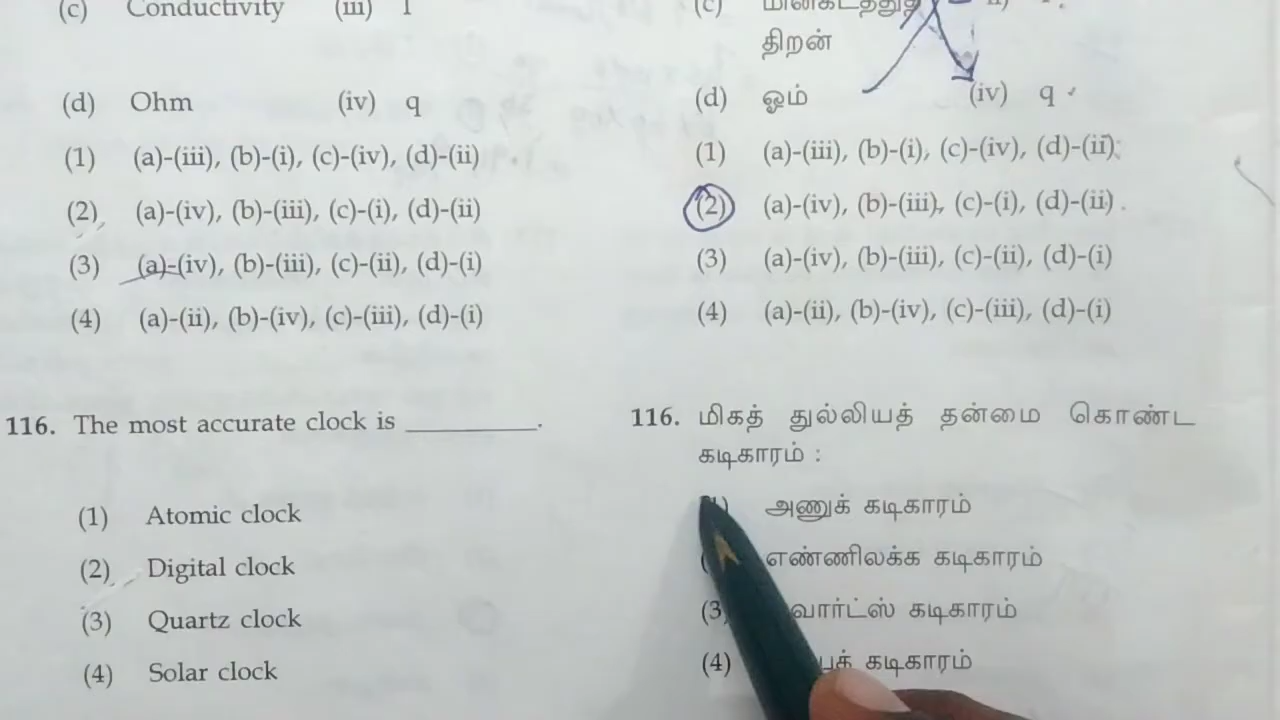 (c) Conductivity (iii) I
(d) Ohm (iv) q
(1) (a)-(iii), (b)-(i), (c)-(iv), (d)-(ii)
(2) (a)-(iv), (b)-(iii), (c)-(i), (d)-(ii)
(3) (a)-(iv), (b)-(iii), (c)-(ii), (d)-(i)
(4) (a)-(ii), (b)-(iv), (c)-(iii), (d)-(i)
116. The most accurate clock is ________.
(1) Atomic clock
(2) Digital clock
(3) Quartz clock
(4) Solar clock
(c)
திறன்
(d) ஓம் (iv) q
(1) (a)-(iii), (b)-(i), (c)-(iv), (d)-(ii)
(2) (a)-(iv), (b)-(iii), (c)-(i), (d)-(ii)
(3) (a)-(iv), (b)-(iii), (c)-(ii), (d)-(i)
(4) (a)-(ii), (b)-(iv), (c)-(iii), (d)-(i)
116. மிகத் துல்லியத் தன்மை கொண்ட
கடிகாரம் :
அணுக் கடிகாரம்
எண்ணிலக்க கடிகாரம்
(3) கடிகாரம்
(4) கடிகாரம்